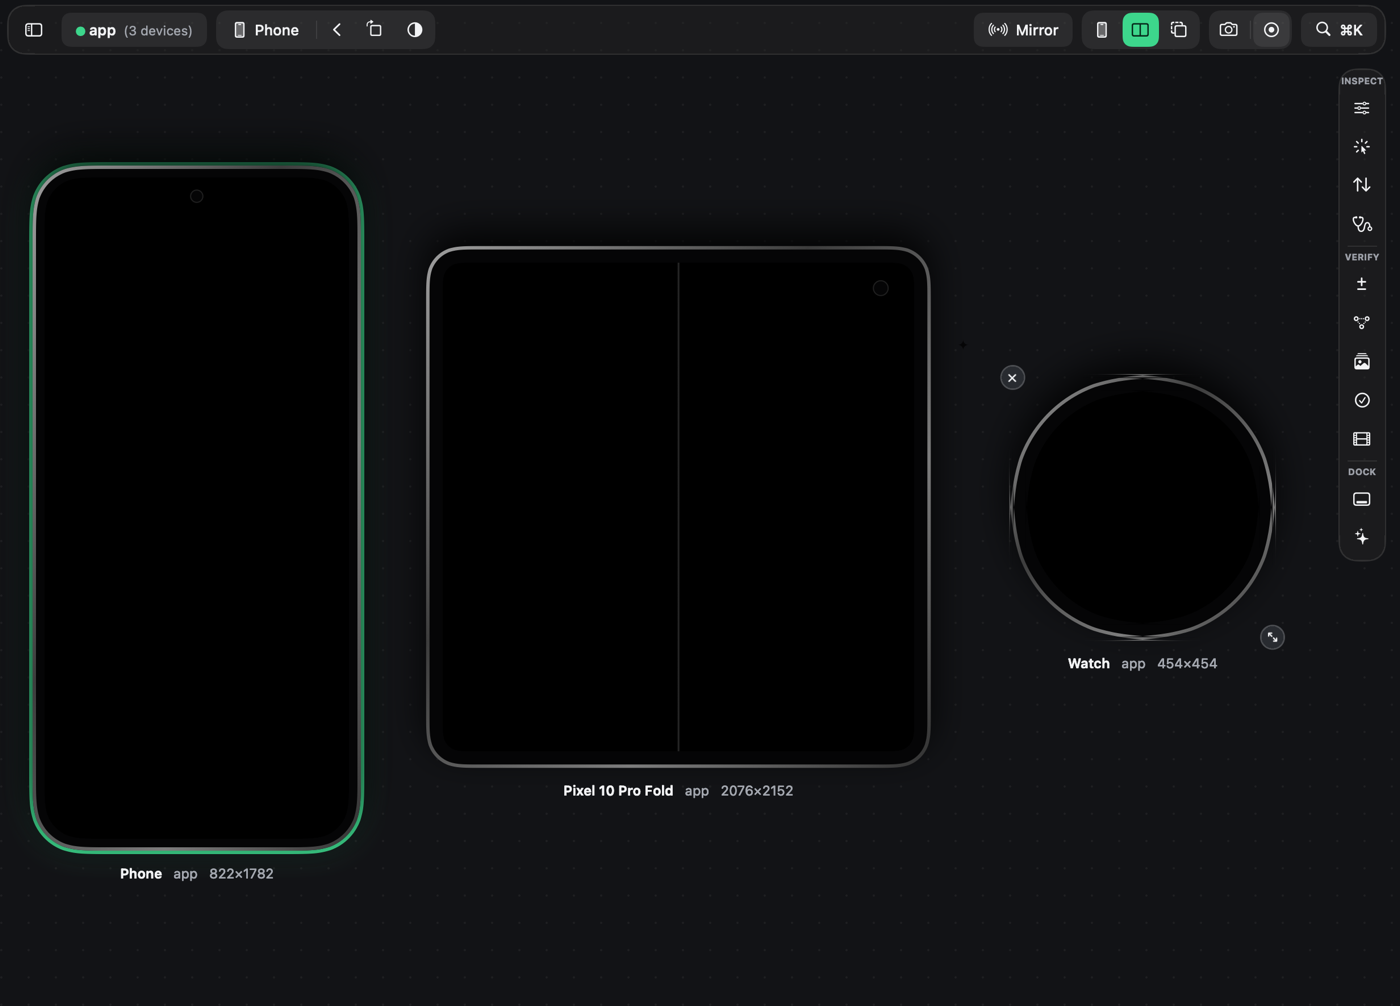 app (3 devices)
Phone
Mirror
⌘K
INSPECT
VERIFY
DOCK
Watch app 454×454
Pixel 10 Pro Fold app 2076×2152
Phone app 822×1782